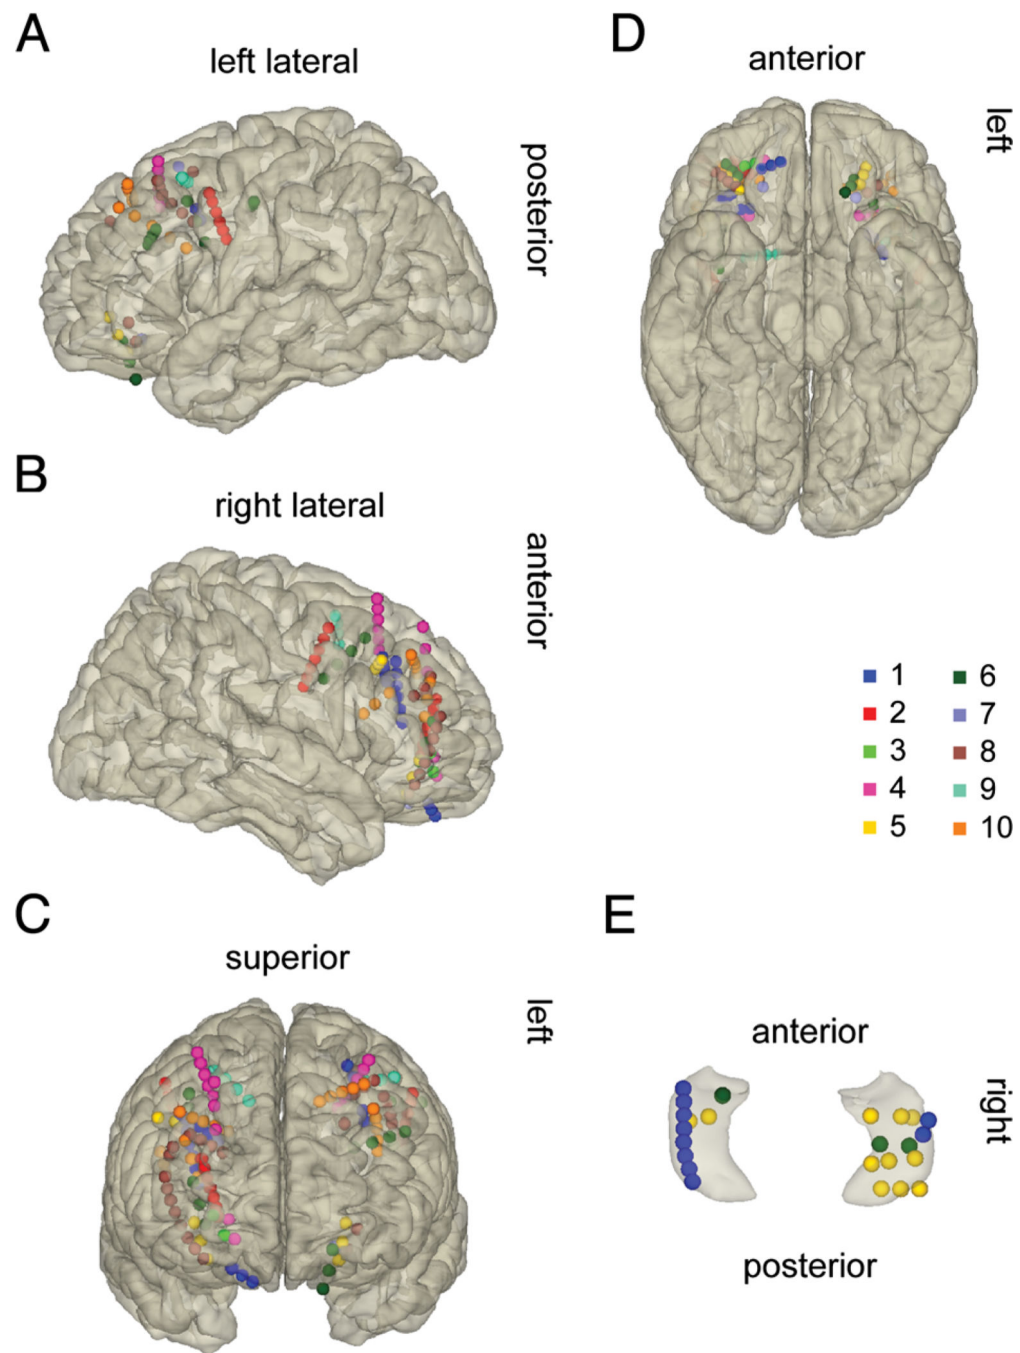 A
left lateral
posterior
B
right lateral
anterior
C
superior
left
D
anterior
left
1
2
3
4
5
6
7
8
9
10
E
anterior
right
posterior